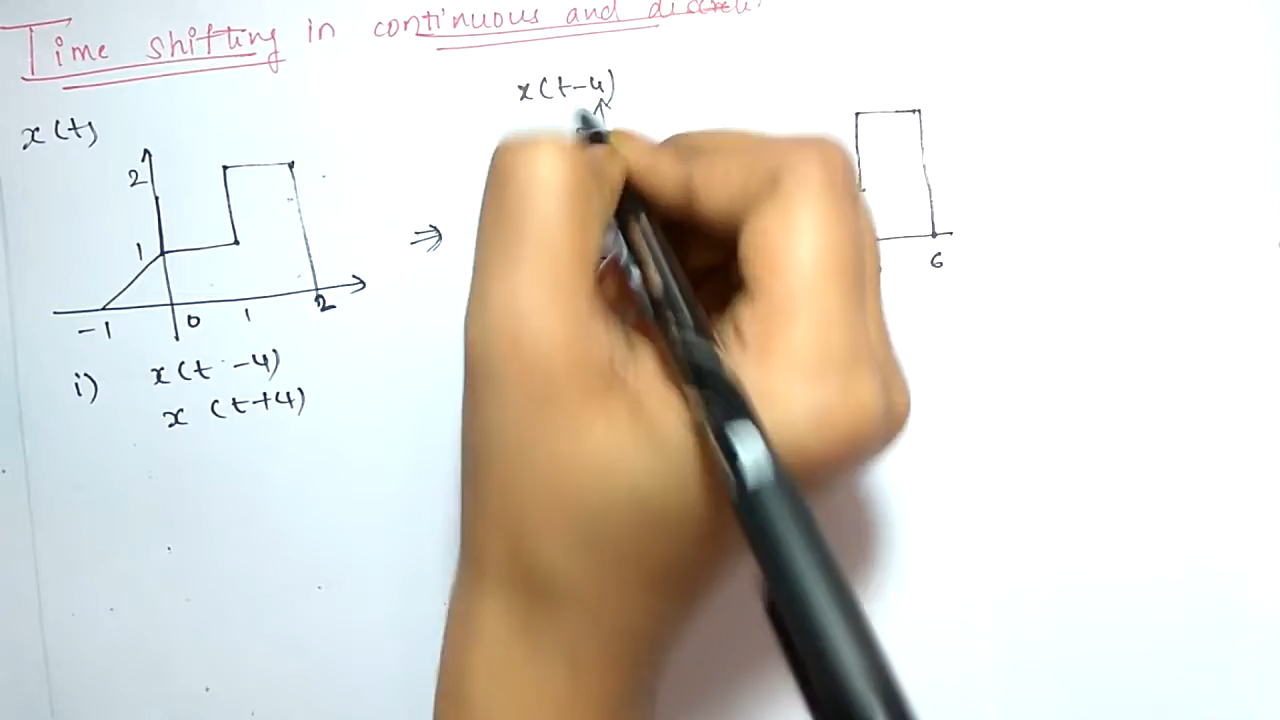 Time shifting in continuous and
x(t)
x(t-4)
2
1
-1 0 1 2
6
i) x(t -4)
x (t+4)